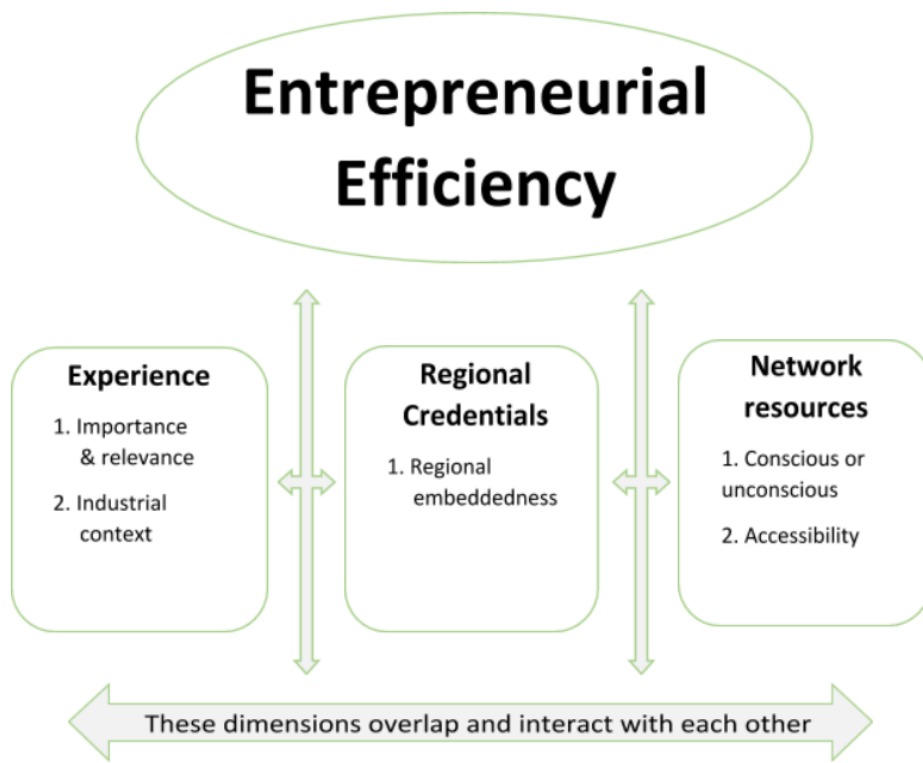 Entrepreneurial
Efficiency
Experience
1. Importance
& relevance
2. Industrial
context
Regional
Credentials
1. Regional
embeddedness
Network
resources
1. Conscious or
unconscious
2. Accessibility
These dimensions overlap and interact with each other